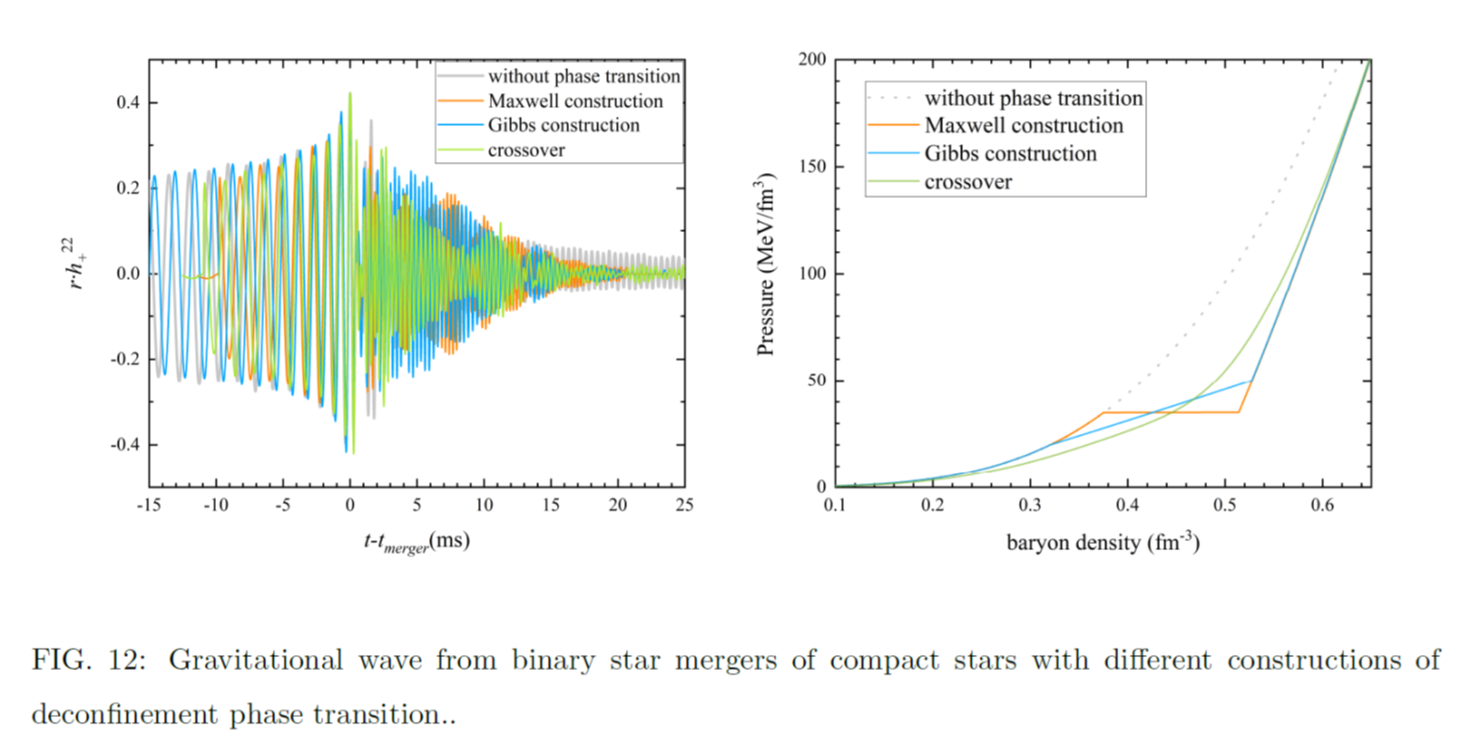 without phase transition
Maxwell construction
Gibbs construction
crossover
0.4
0.2
0.0
-0.2
-0.4
r·h₊²²
-15 -10 -5 0 5 10 15 20 25
t-tmerger(ms)
200
150
100
50
0
Pressure (MeV/fm³)
without phase transition
Maxwell construction
Gibbs construction
crossover
0.1 0.2 0.3 0.4 0.5 0.6
baryon density (fm⁻³)
FIG. 12: Gravitational wave from binary star mergers of compact stars with different constructions of
deconfinement phase transition..